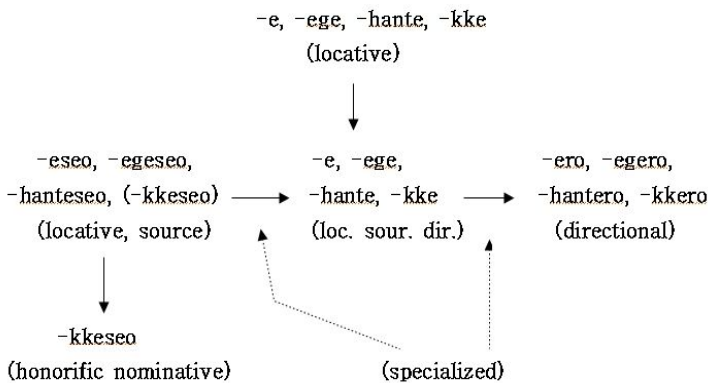 -e, -ege, -hante, -kke
(locative)
-eseo, -egeseo,
-hanteseo, (-kkeseo)
(locative, source)
-e, -ege,
-hante, -kke
(loc. sour. dir.)
-ero, -egero,
-hantero, -kkero
(directional)
-kkeseo
(honorific nominative)
(specialized)